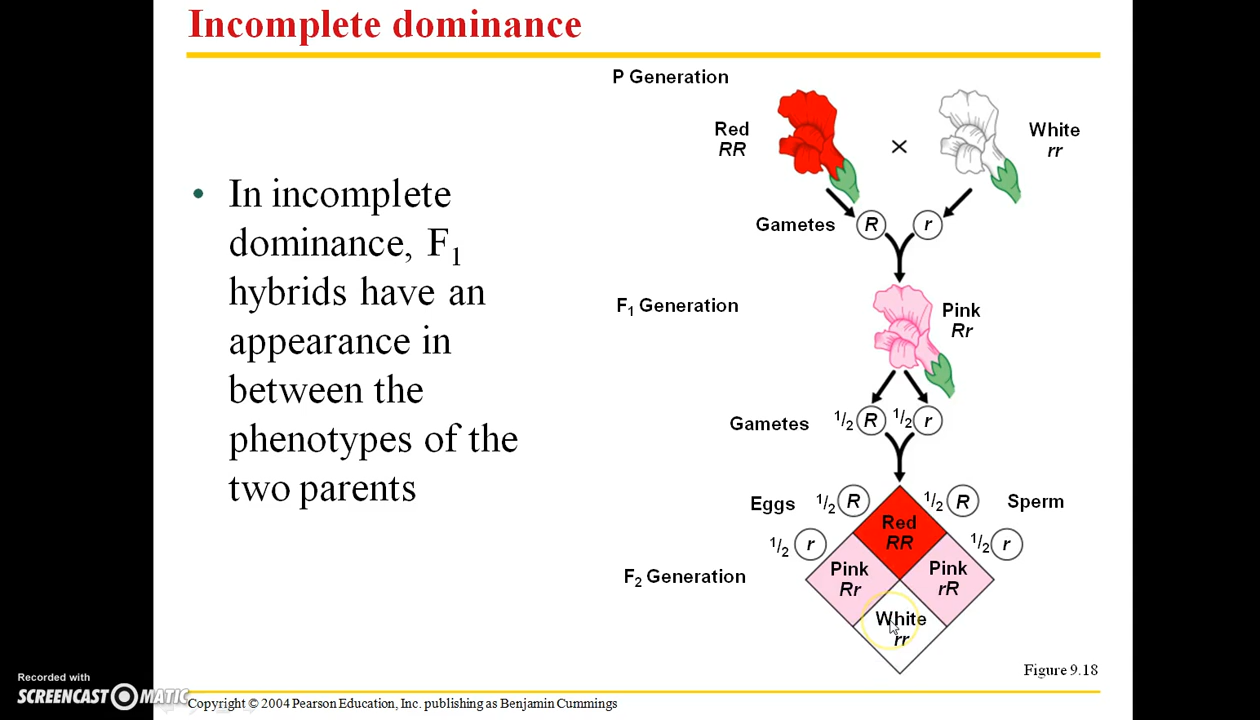 Incomplete dominance
• In incomplete
dominance, F1
hybrids have an
appearance in
between the
phenotypes of the
two parents
P Generation
Red
RR
×
White
rr
Gametes R r
F1 Generation
Pink
Rr
Gametes 1/2 R 1/2 r
Eggs 1/2 R 1/2 R Sperm
1/2 r 1/2 r
Red
RR
F2 Generation
Pink
Rr
Pink
rR
White
rr
Figure 9.18
Recorded with
SCREENCAST MATIC
Copyright © 2004 Pearson Education, Inc. publishing as Benjamin Cummings